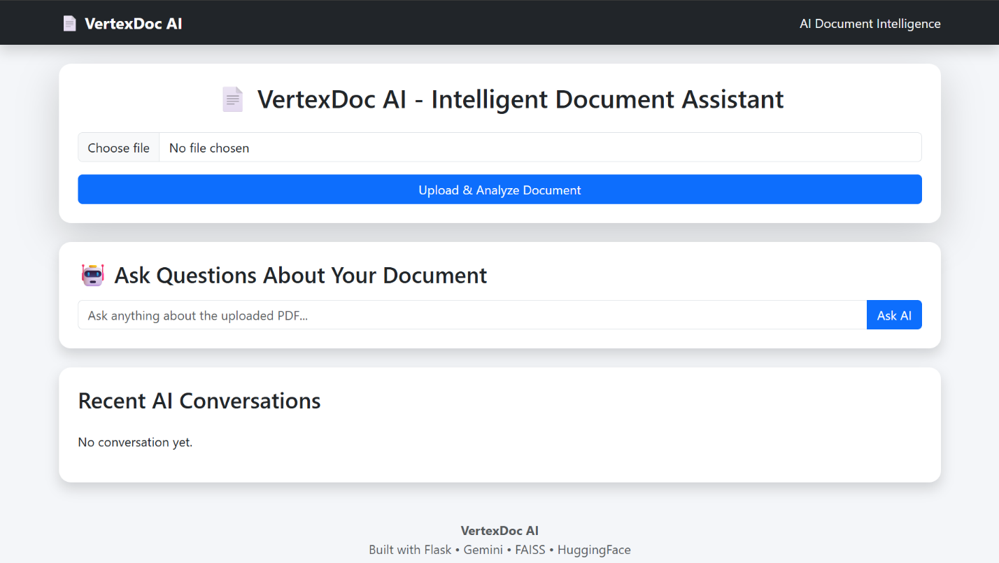 VertexDoc AI
AI Document Intelligence
VertexDoc AI - Intelligent Document Assistant
Choose file
No file chosen
Upload & Analyze Document
Ask Questions About Your Document
Ask anything about the uploaded PDF...
Ask AI
Recent AI Conversations
No conversation yet.
VertexDoc AI
Built with Flask • Gemini • FAISS • HuggingFace